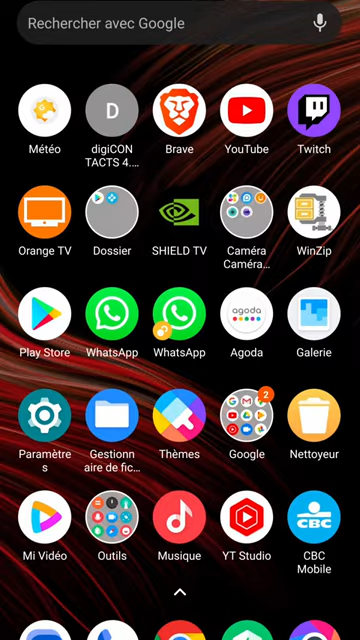 Rechercher avec Google
D
Météo
digiCON
TACTS 4....
Brave
YouTube
Twitch
Orange TV
Dossier
SHIELD TV
Caméra
Caméra...
WinZip
agoda
Play Store
WhatsApp
WhatsApp
Agoda
Galerie
2
Paramètre
s
Gestionn
aire de fic...
Thèmes
Google
Nettoyeur
CBC
Mi Vidéo
Outils
Musique
YT Studio
CBC
Mobile